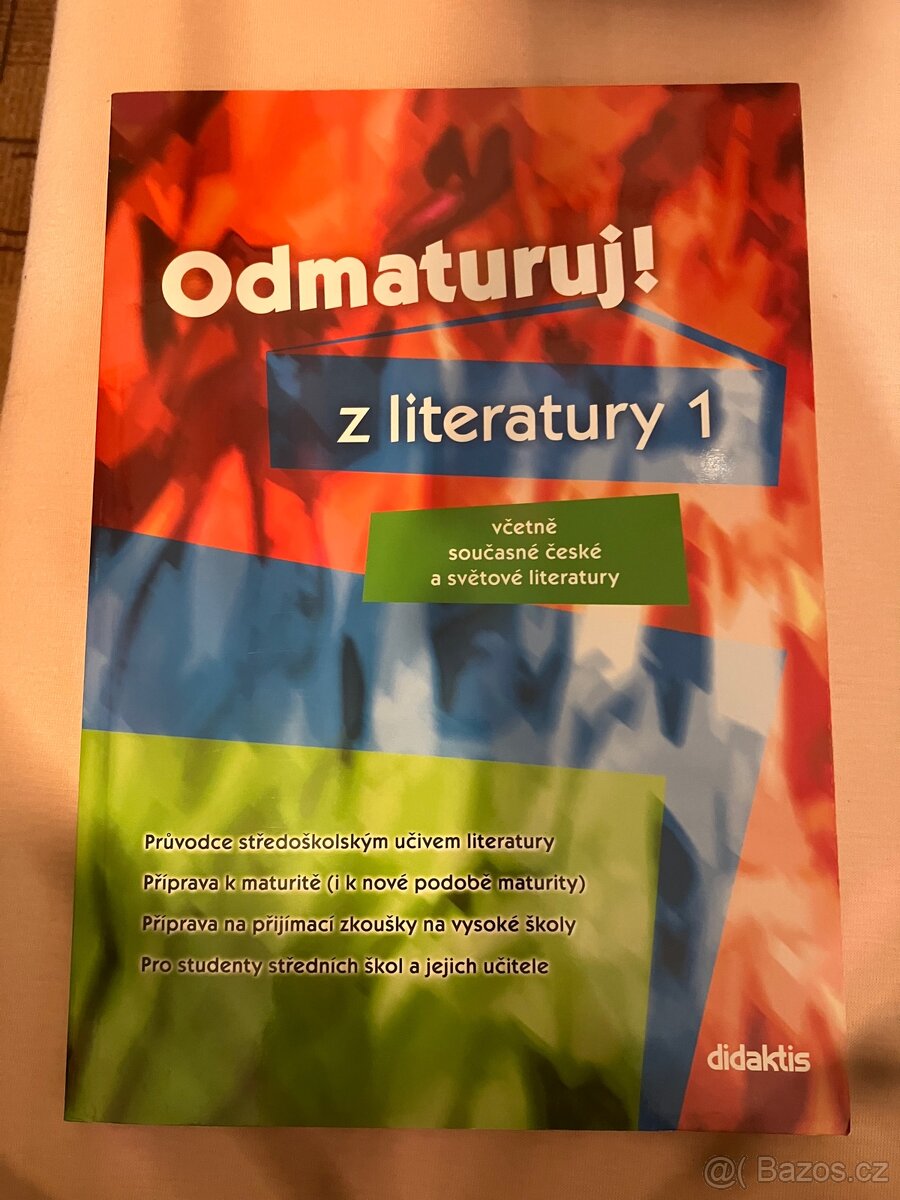 Odmaturuj!
z literatury 1
včetně
současné české
a světové literatury
Průvodce středoškolským učivem literatury
Příprava k maturitě (i k nové podobě maturity)
Příprava na přijímací zkoušky na vysoké školy
Pro studenty středních škol a jejich učitele
didaktis
@( Bazos.cz